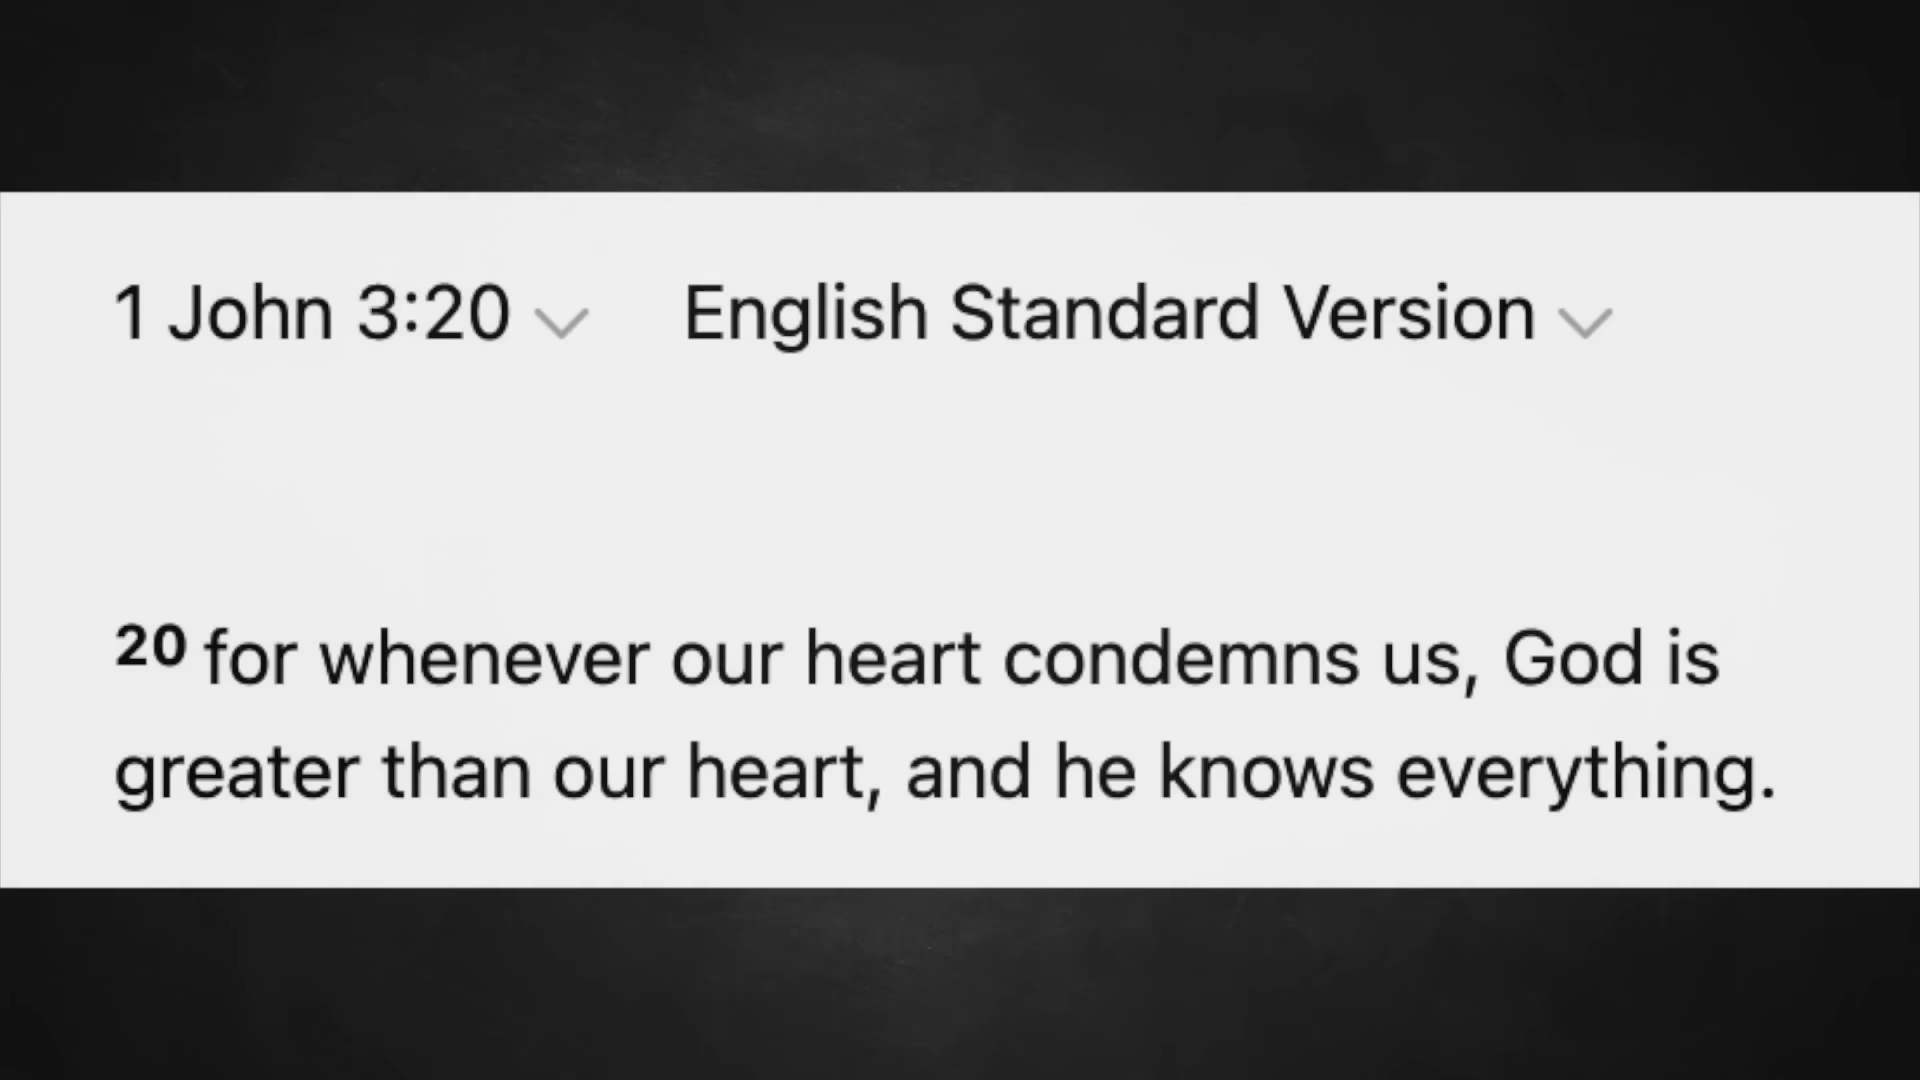 1 John 3:20 English Standard Version
20 for whenever our heart condemns us, God is
greater than our heart, and he knows everything.